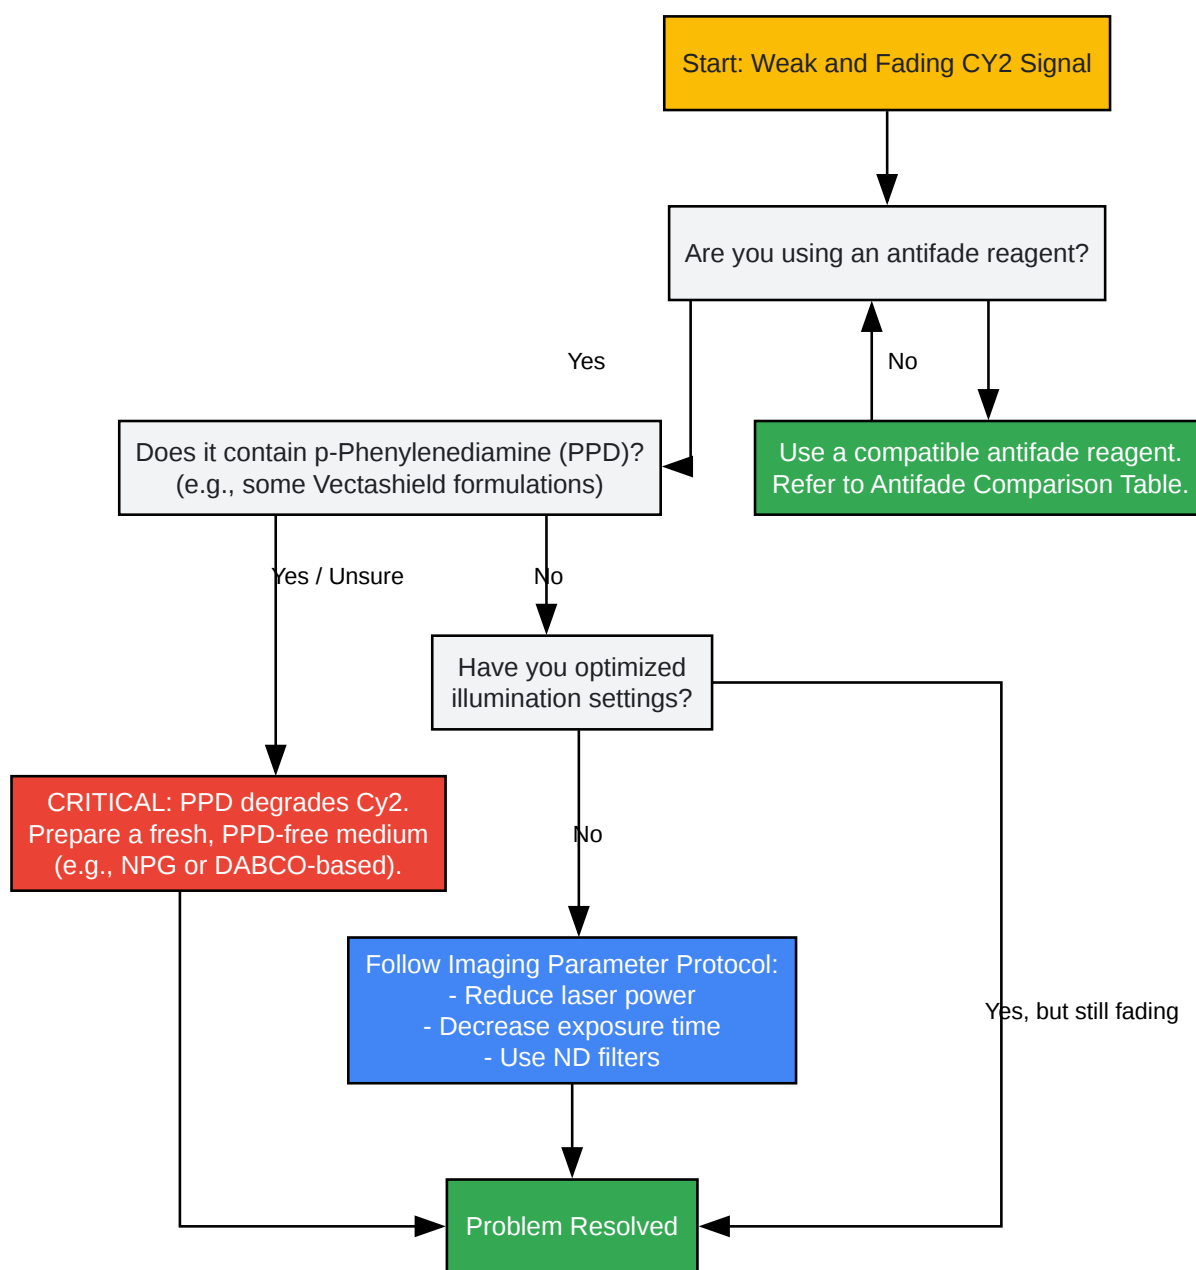 Start: Weak and Fading CY2 Signal
Are you using an antifade reagent?
Yes
No
Does it contain p-Phenylenediamine (PPD)?
(e.g., some Vectashield formulations)
Use a compatible antifade reagent.
Refer to Antifade Comparison Table.
Yes / Unsure
No
Have you optimized
illumination settings?
CRITICAL: PPD degrades Cy2.
Prepare a fresh, PPD-free medium
(e.g., NPG or DABCO-based).
No
Follow Imaging Parameter Protocol:
- Reduce laser power
- Decrease exposure time
- Use ND filters
Yes, but still fading
Problem Resolved